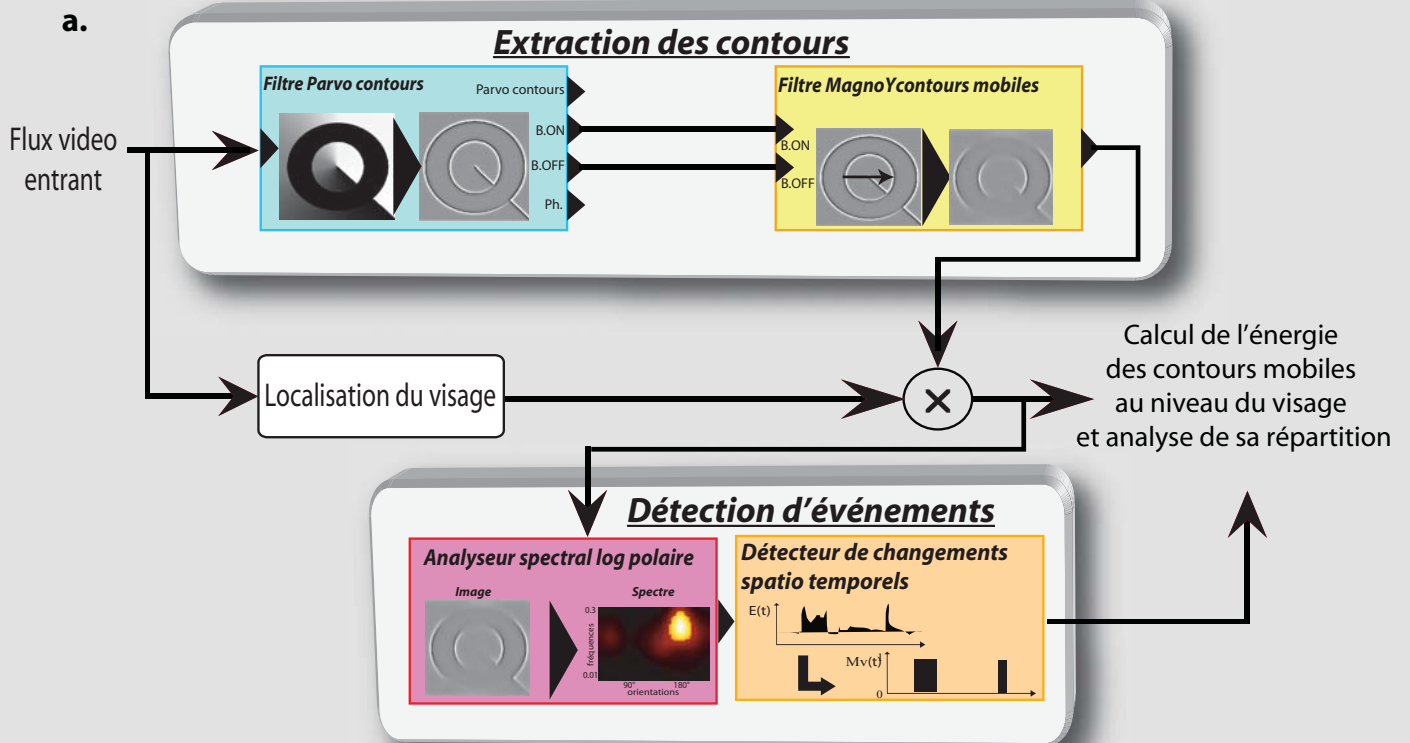 a.
Extraction des contours
Filtre Parvo contours
Parvo contours
B.ON
B.OFF
Ph.
Filtre MagnoYcontours mobiles
B.ON
B.OFF
Flux video
entrant
Localisation du visage
×
Calcul de l'énergie
des contours mobiles
au niveau du visage
et analyse de sa répartition
Détection d'événements
Analyseur spectral log polaire
Image
Spectre
0.3
fréquences
0.01
90°
180°
orientations
Détecteur de changements
spatio temporels
E(t)
Mv(t)
1
0